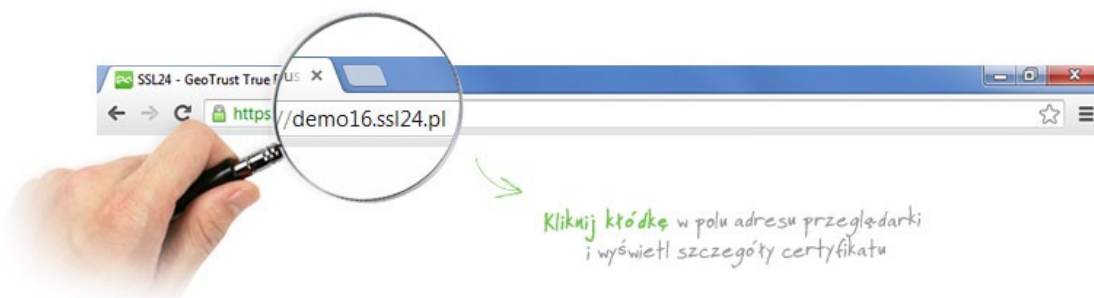 SSL24 - GeoTrust True
https://demo16.ssl24.pl
Kliknij kłódkę w polu adresu przeglądarki
i wyświetl szczegóły certyfikatu